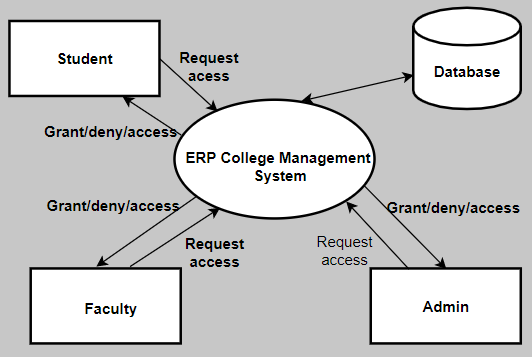 Student
Request
acess
Database
Grant/deny/access
ERP College Management
System
Grant/deny/access
Grant/deny/access
Request
access
Request
access
Faculty
Admin